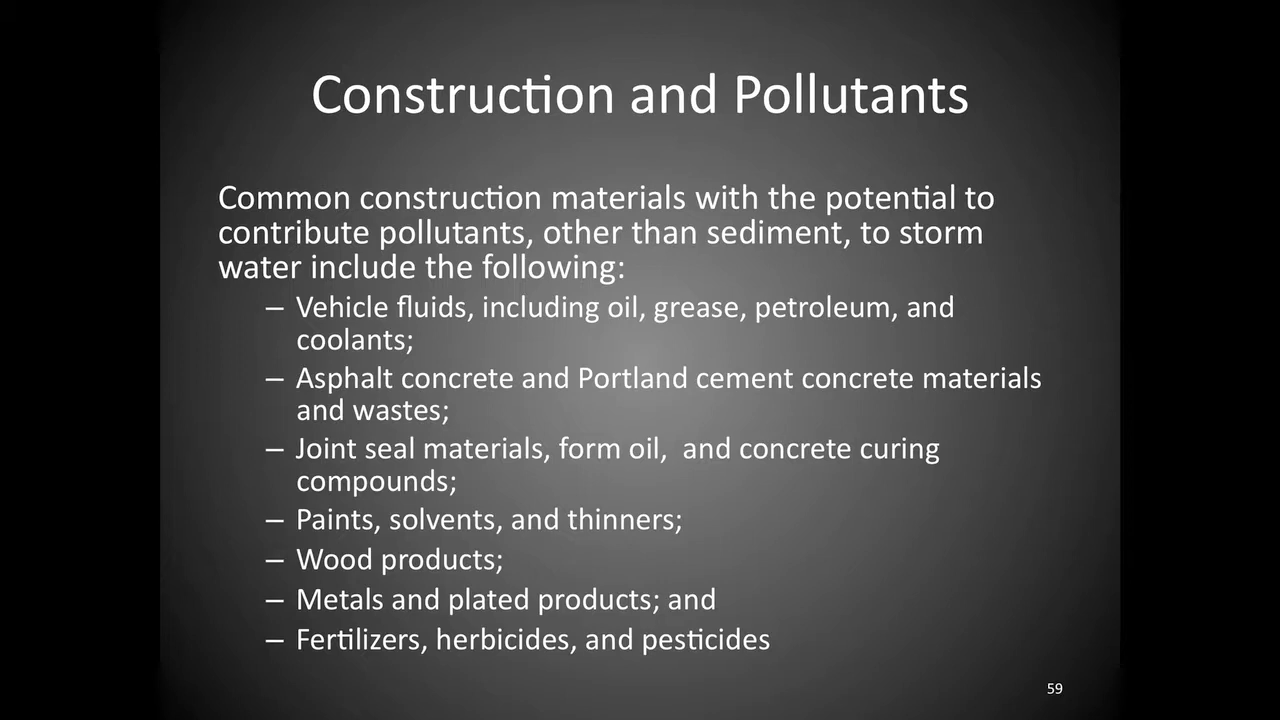 Construction and Pollutants
Common construction materials with the potential to
contribute pollutants, other than sediment, to storm
water include the following:
– Vehicle fluids, including oil, grease, petroleum, and
coolants;
– Asphalt concrete and Portland cement concrete materials
and wastes;
– Joint seal materials, form oil,  and concrete curing
compounds;
– Paints, solvents, and thinners;
– Wood products;
– Metals and plated products; and
– Fertilizers, herbicides, and pesticides
59